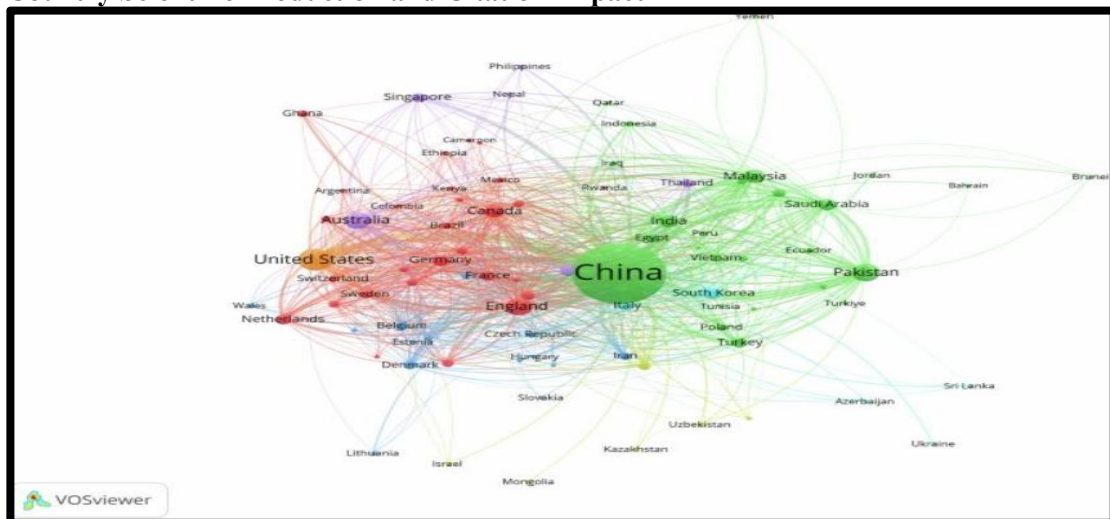 Yemen
Philippines
Singapore
Nepal
Qatar
Ghana
Indonesia
Cameroon
Ethiopia
Iraq
Argentina
Kenya
Mexico
Rwanda
Thailand
Malaysia
Jordan
Bahrain
Brunei
Colombia
Canada
Saudi Arabia
Australia
Brazil
India
Egypt
Peru
Ecuador
United States
Germany
Vietnam
Switzerland
France
China
Pakistan
Sweden
South Korea
Wales
Netherlands
England
Italy
Tunisia
Turkiye
Belgium
Czech Republic
Poland
Estonia
Turkey
Denmark
Hungary
Iran
Slovakia
Sri Lanka
Azerbaijan
Uzbekistan
Lithuania
Israel
Kazakhstan
Ukraine
Mongolia
VOSviewer